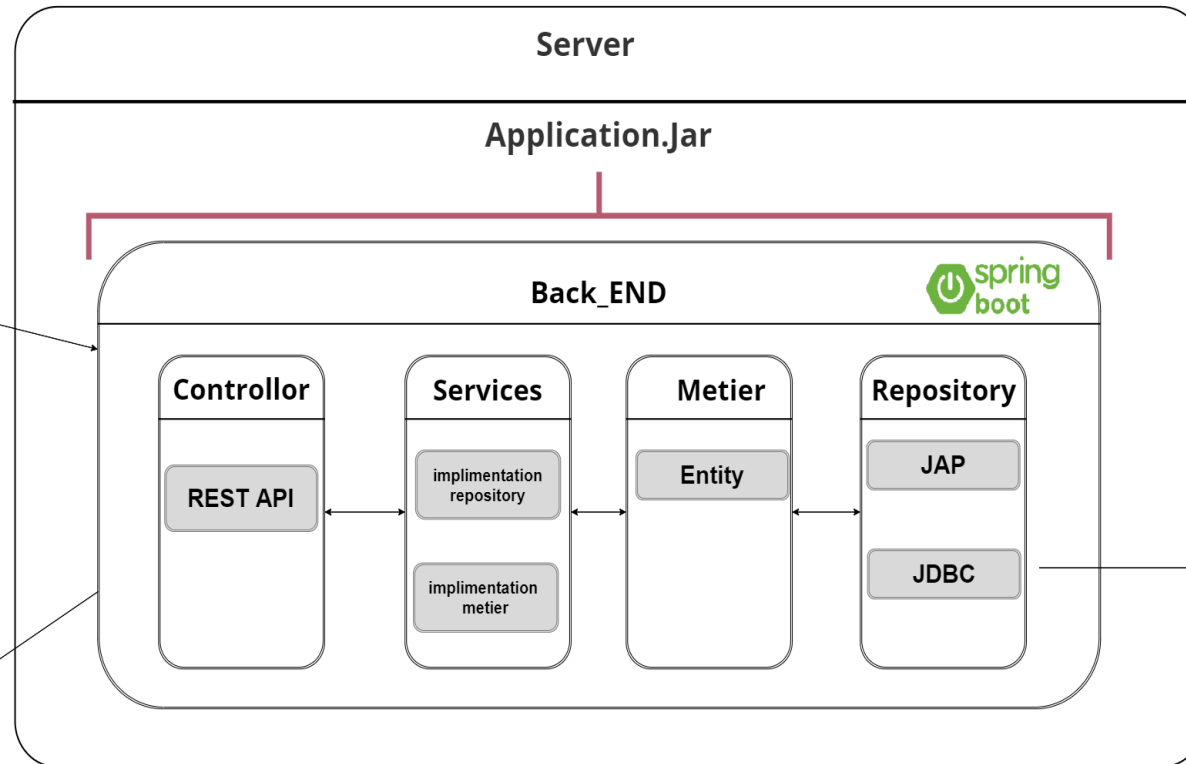 Server
Application.Jar
Back_END
spring
boot
Controllor
Services
Metier
Repository
REST API
implimentation
repository
implimentation
metier
Entity
JAP
JDBC